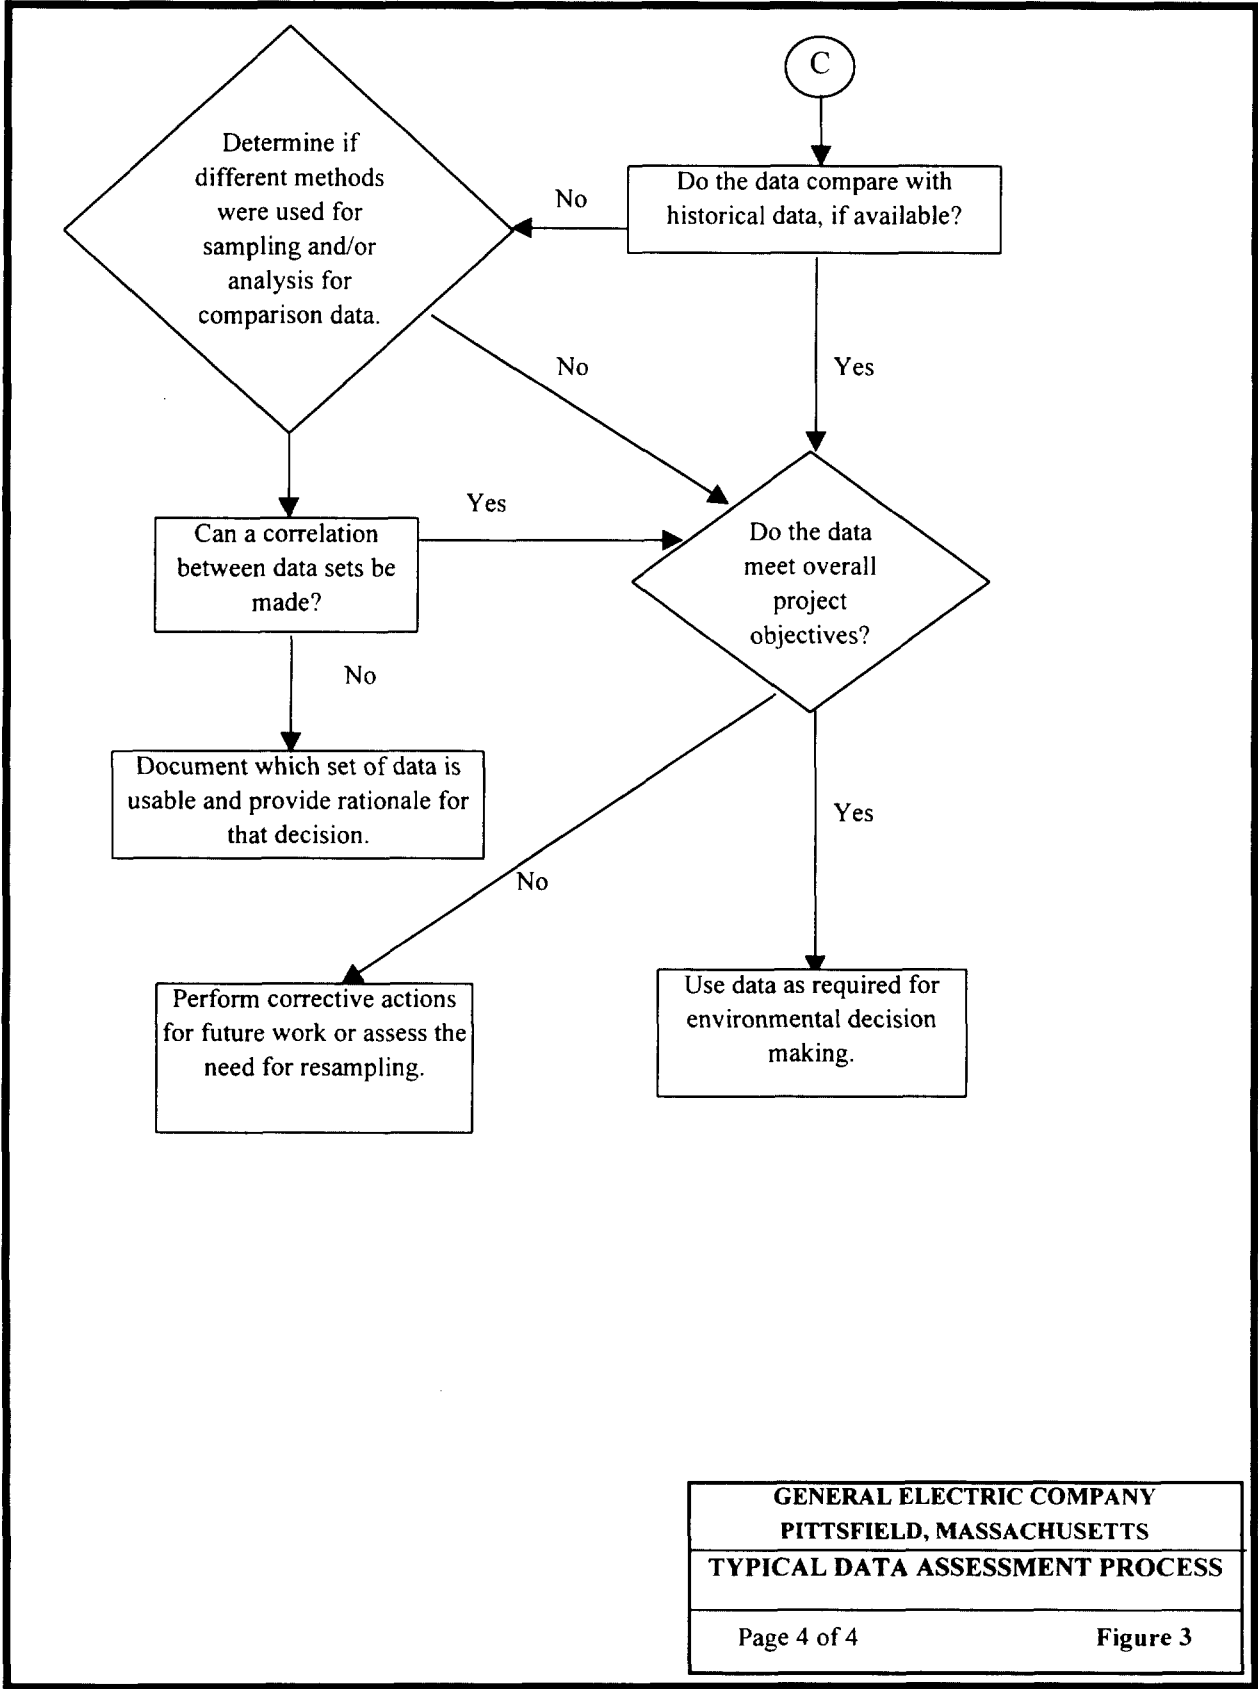 C
Do the data compare with
historical data, if available?
No
Determine if
different methods
were used for
sampling and/or
analysis for
comparison data.
No
Yes
Can a correlation
between data sets be
made?
Yes
Do the data
meet overall
project
objectives?
No
Document which set of data is
usable and provide rationale for
that decision.
Yes
No
Perform corrective actions
for future work or assess the
need for resampling.
Use data as required for
environmental decision
making.
GENERAL ELECTRIC COMPANY
PITTSFIELD, MASSACHUSETTS
TYPICAL DATA ASSESSMENT PROCESS
Page 4 of 4 Figure 3